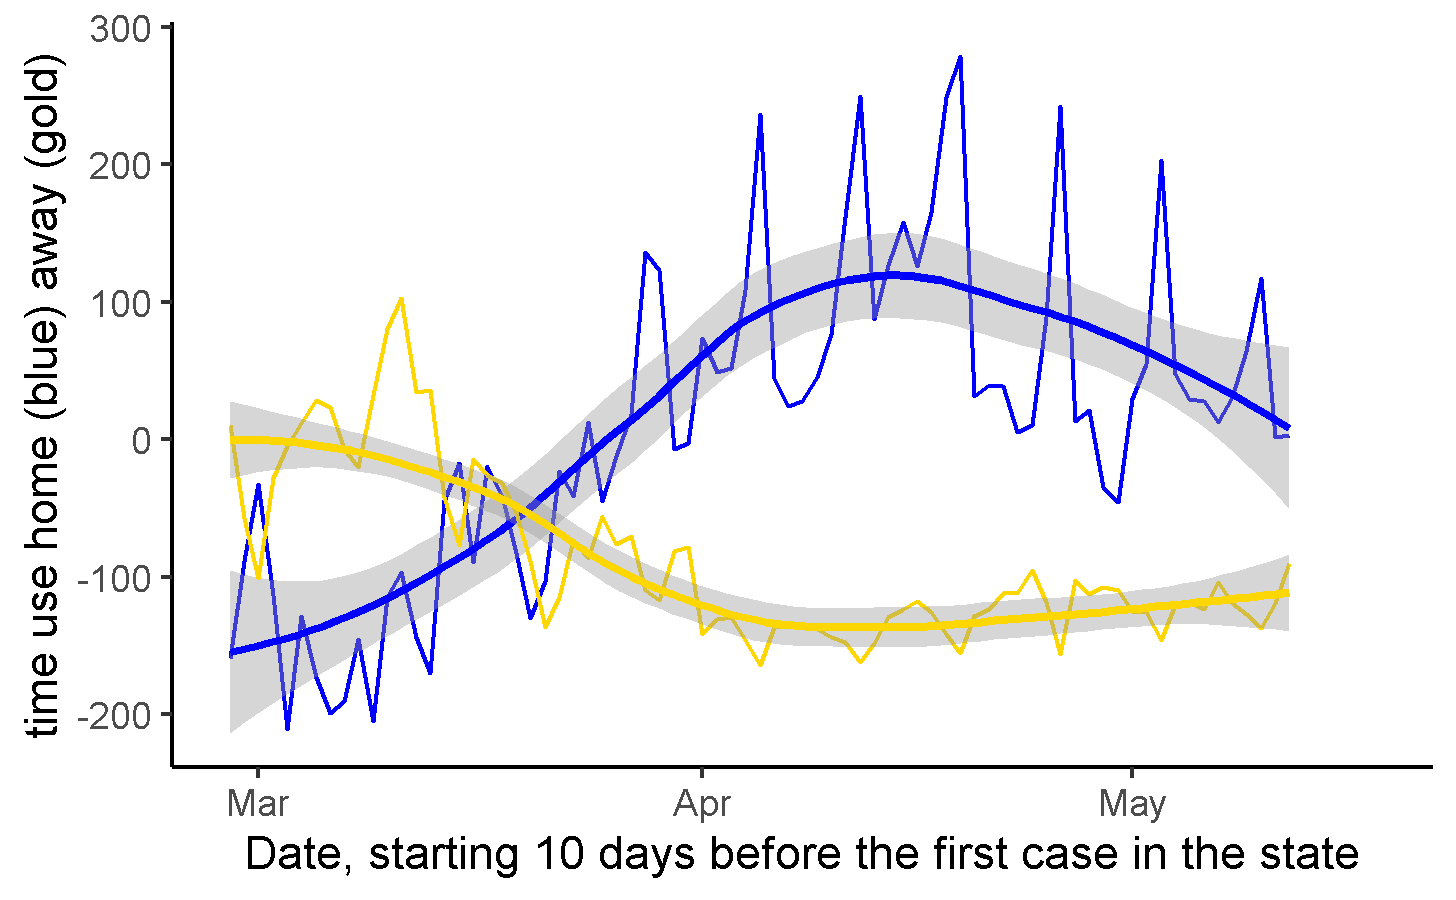 time use home (blue) away (gold)
300
200
100
0
-100
-200
Mar
Apr
May
Date, starting 10 days before the first case in the state